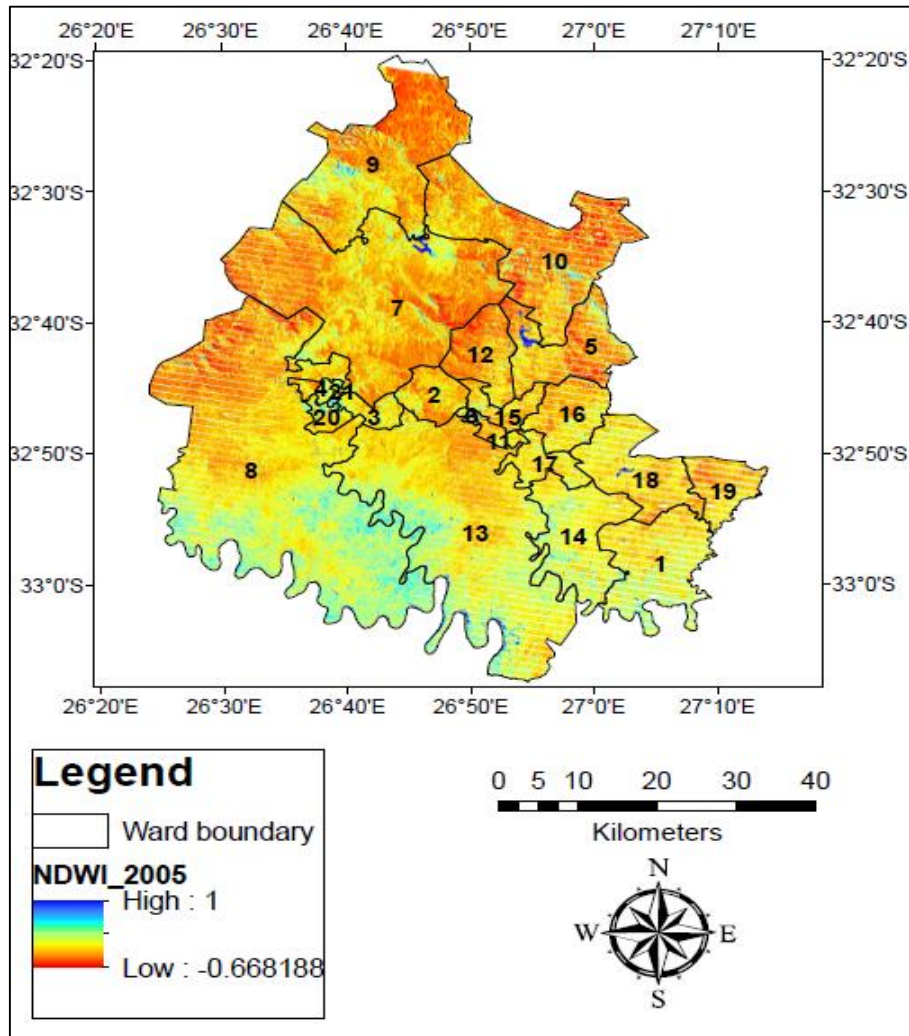 26°20'E 26°30'E 26°40'E 26°50'E 27°0'E 27°10'E
32°20'S 32°20'S
9
32°30'S 32°30'S
10
7
32°40'S 32°40'S
5
12
4 21 2
20 3 15 16
11
32°50'S 17 32°50'S
8 18
19
13 14
1
33°0'S 33°0'S
26°20'E 26°30'E 26°40'E 26°50'E 27°0'E 27°10'E
Legend
Ward boundary
NDWI_2005
High : 1
Low : -0.668188
0 5 10 20 30 40
Kilometers
N
W E
S